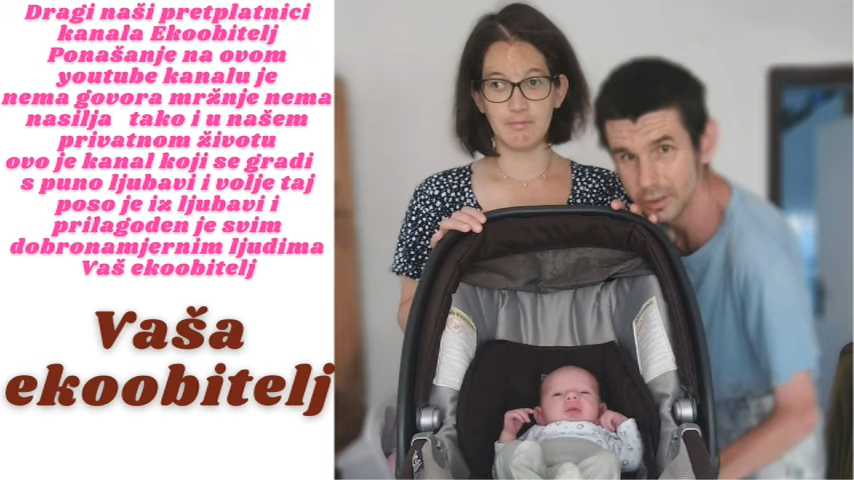 Dragi naši pretplatnici
kanala Ekoobitelj
Ponašanje na ovom
youtube kanalu je
nema govora mržnje nema
nasilja tako i u našem
privatnom životu
ovo je kanal koji se gradi
s puno ljubavi i volje taj
poso je iz ljubavi i
prilagođen je svim
dobronamjernim ljudima
Vaš ekoobitelj
Vaša
ekoobitelj